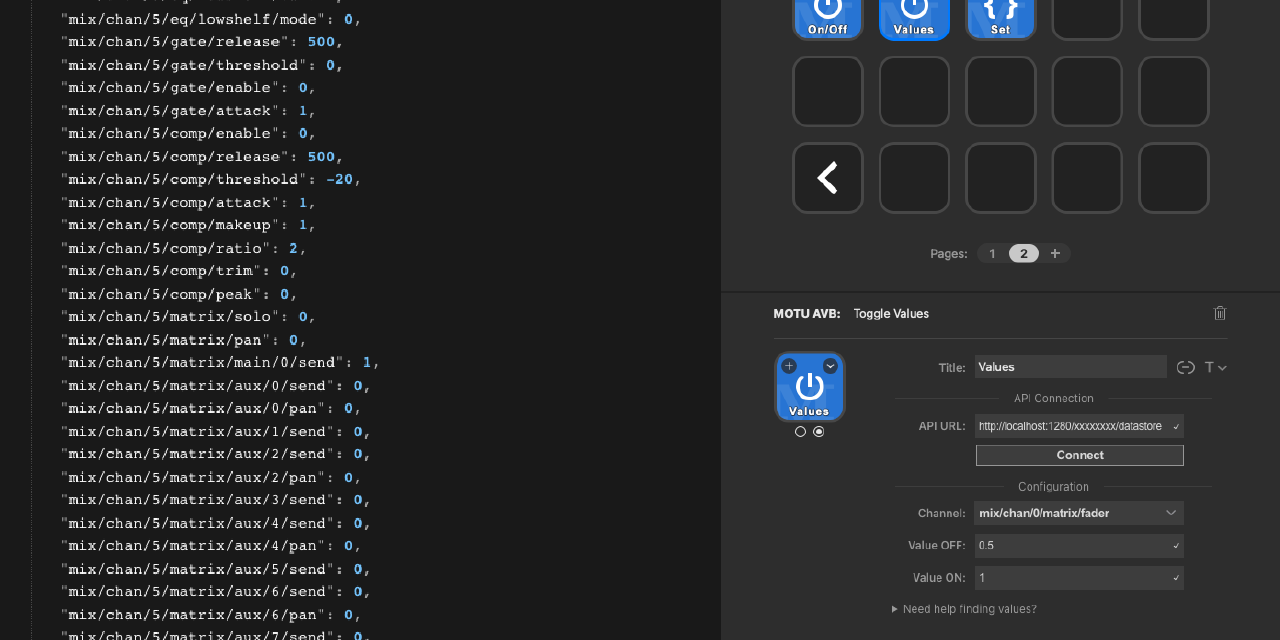 "mix/chan/5/eq/lowshelf/mode": 0,
"mix/chan/5/gate/release": 500,
"mix/chan/5/gate/threshold": 0,
"mix/chan/5/gate/enable": 0,
"mix/chan/5/gate/attack": 1,
"mix/chan/5/comp/enable": 0,
"mix/chan/5/comp/release": 500,
"mix/chan/5/comp/threshold": -20,
"mix/chan/5/comp/attack": 1,
"mix/chan/5/comp/makeup": 1,
"mix/chan/5/comp/ratio": 2,
"mix/chan/5/comp/trim": 0,
"mix/chan/5/comp/peak": 0,
"mix/chan/5/matrix/solo": 0,
"mix/chan/5/matrix/pan": 0,
"mix/chan/5/matrix/main/0/send": 1,
"mix/chan/5/matrix/aux/0/send": 0,
"mix/chan/5/matrix/aux/0/pan": 0,
"mix/chan/5/matrix/aux/1/send": 0,
"mix/chan/5/matrix/aux/2/send": 0,
"mix/chan/5/matrix/aux/2/pan": 0,
"mix/chan/5/matrix/aux/3/send": 0,
"mix/chan/5/matrix/aux/4/send": 0,
"mix/chan/5/matrix/aux/4/pan": 0,
"mix/chan/5/matrix/aux/5/send": 0,
"mix/chan/5/matrix/aux/6/send": 0,
"mix/chan/5/matrix/aux/6/pan": 0,
"mix/chan/5/matrix/aux/7/send": 0,
On/Off Values Set
Pages: 1 2 +
MOTU AVB: Toggle Values
Values
Title: Values T
API Connection
API URL: http://localhost:1280/xxxxxxxx/datastore
Connect
Configuration
Channel: mix/chan/0/matrix/fader
Value OFF: 0.5
Value ON: 1
Need help finding values?